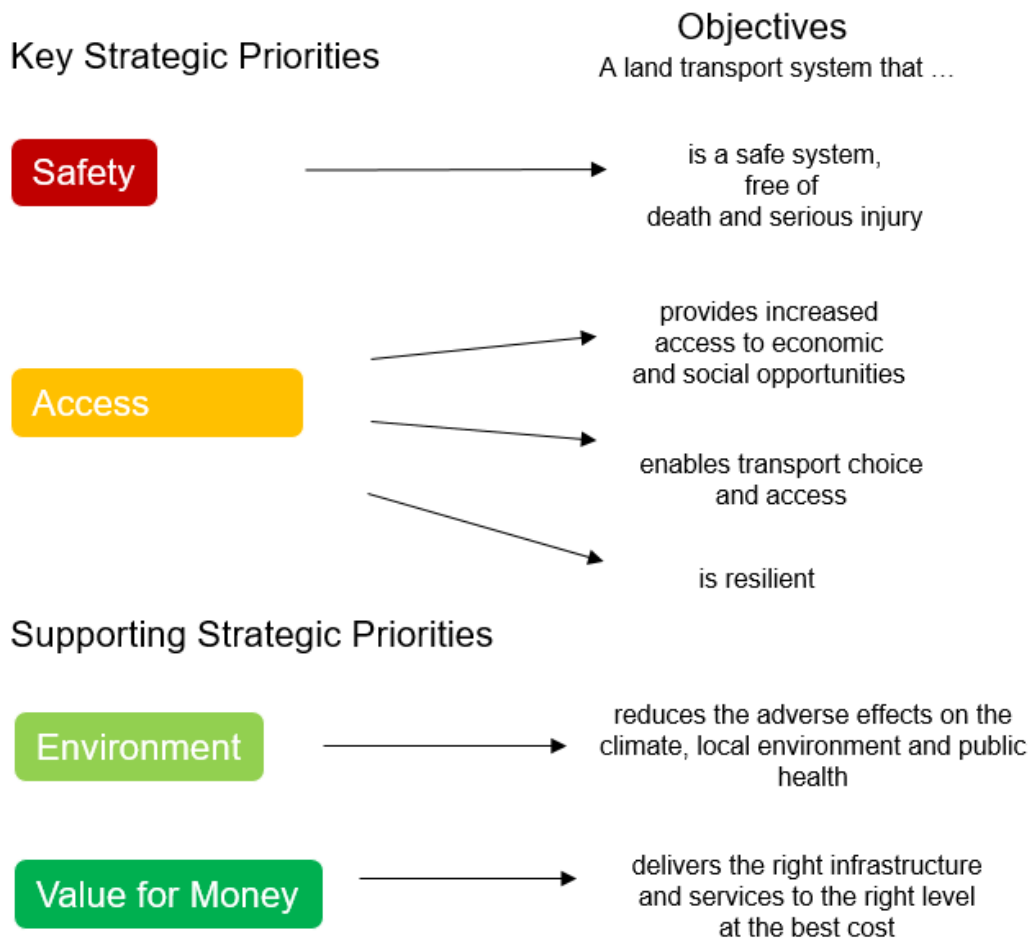 Key Strategic Priorities
Objectives
A land transport system that …
Safety
is a safe system,
free of
death and serious injury
Access
provides increased
access to economic
and social opportunities
enables transport choice
and access
is resilient
Supporting Strategic Priorities
Environment
reduces the adverse effects on the
climate, local environment and public
health
Value for Money
delivers the right infrastructure
and services to the right level
at the best cost